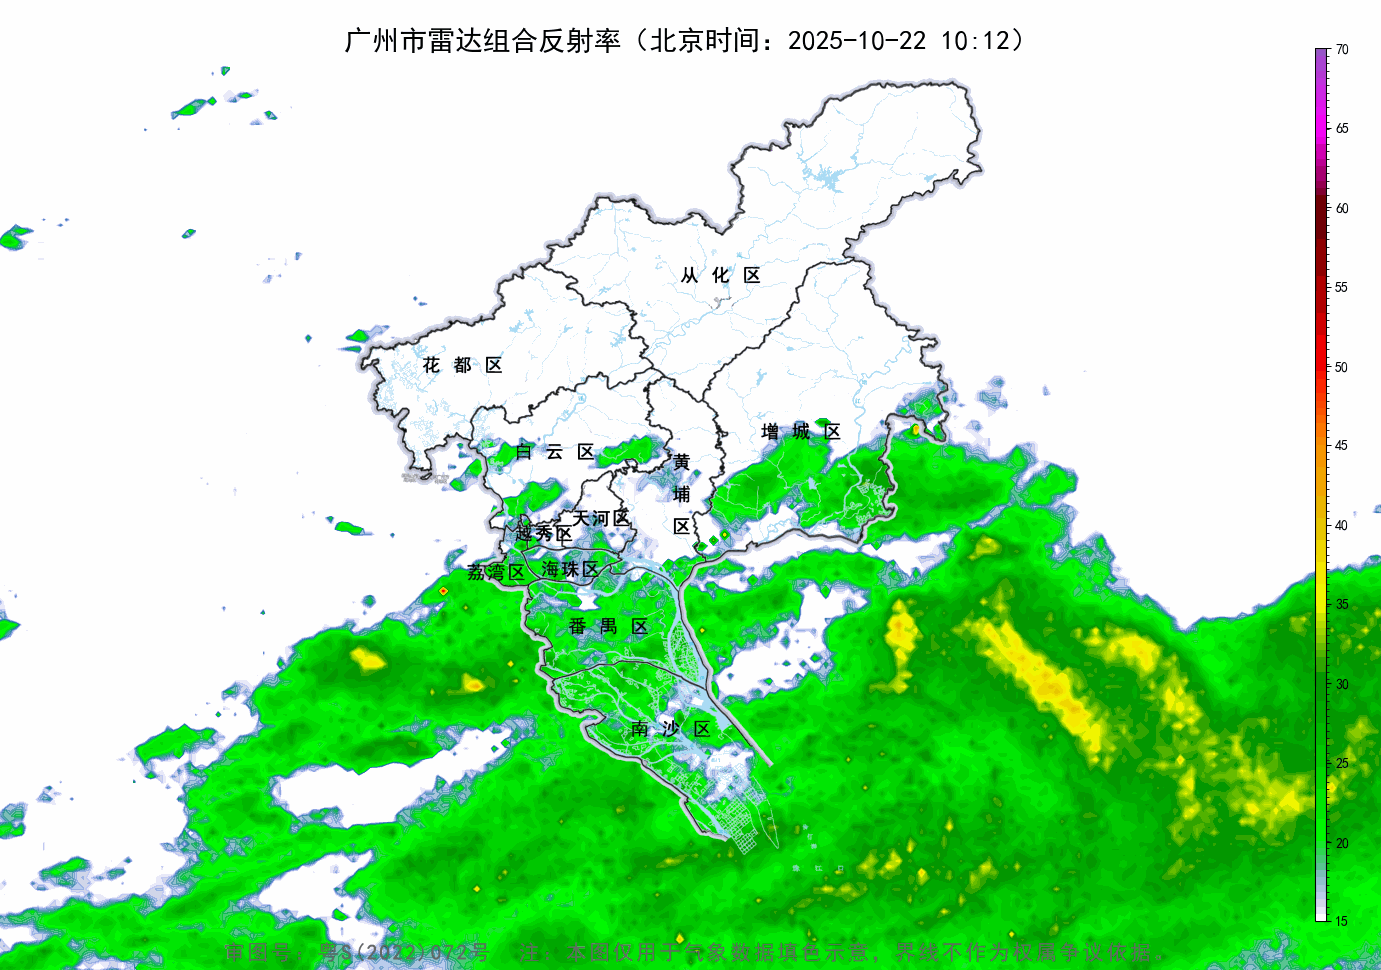 广州市雷达组合反射率（北京时间：2025-10-22 10:12）
70
65
60
55
50
45
40
35
30
25
20
15
从 化 区
花 都 区
增 城 区
白 云 区
黄
埔
区
天河区
越秀区
荔湾区
海珠区
番 禺 区
南 沙 区
审图号：粤S(2022)072号 注：本图仅用于气象数据填色示意，界线不作为权属争议依据。